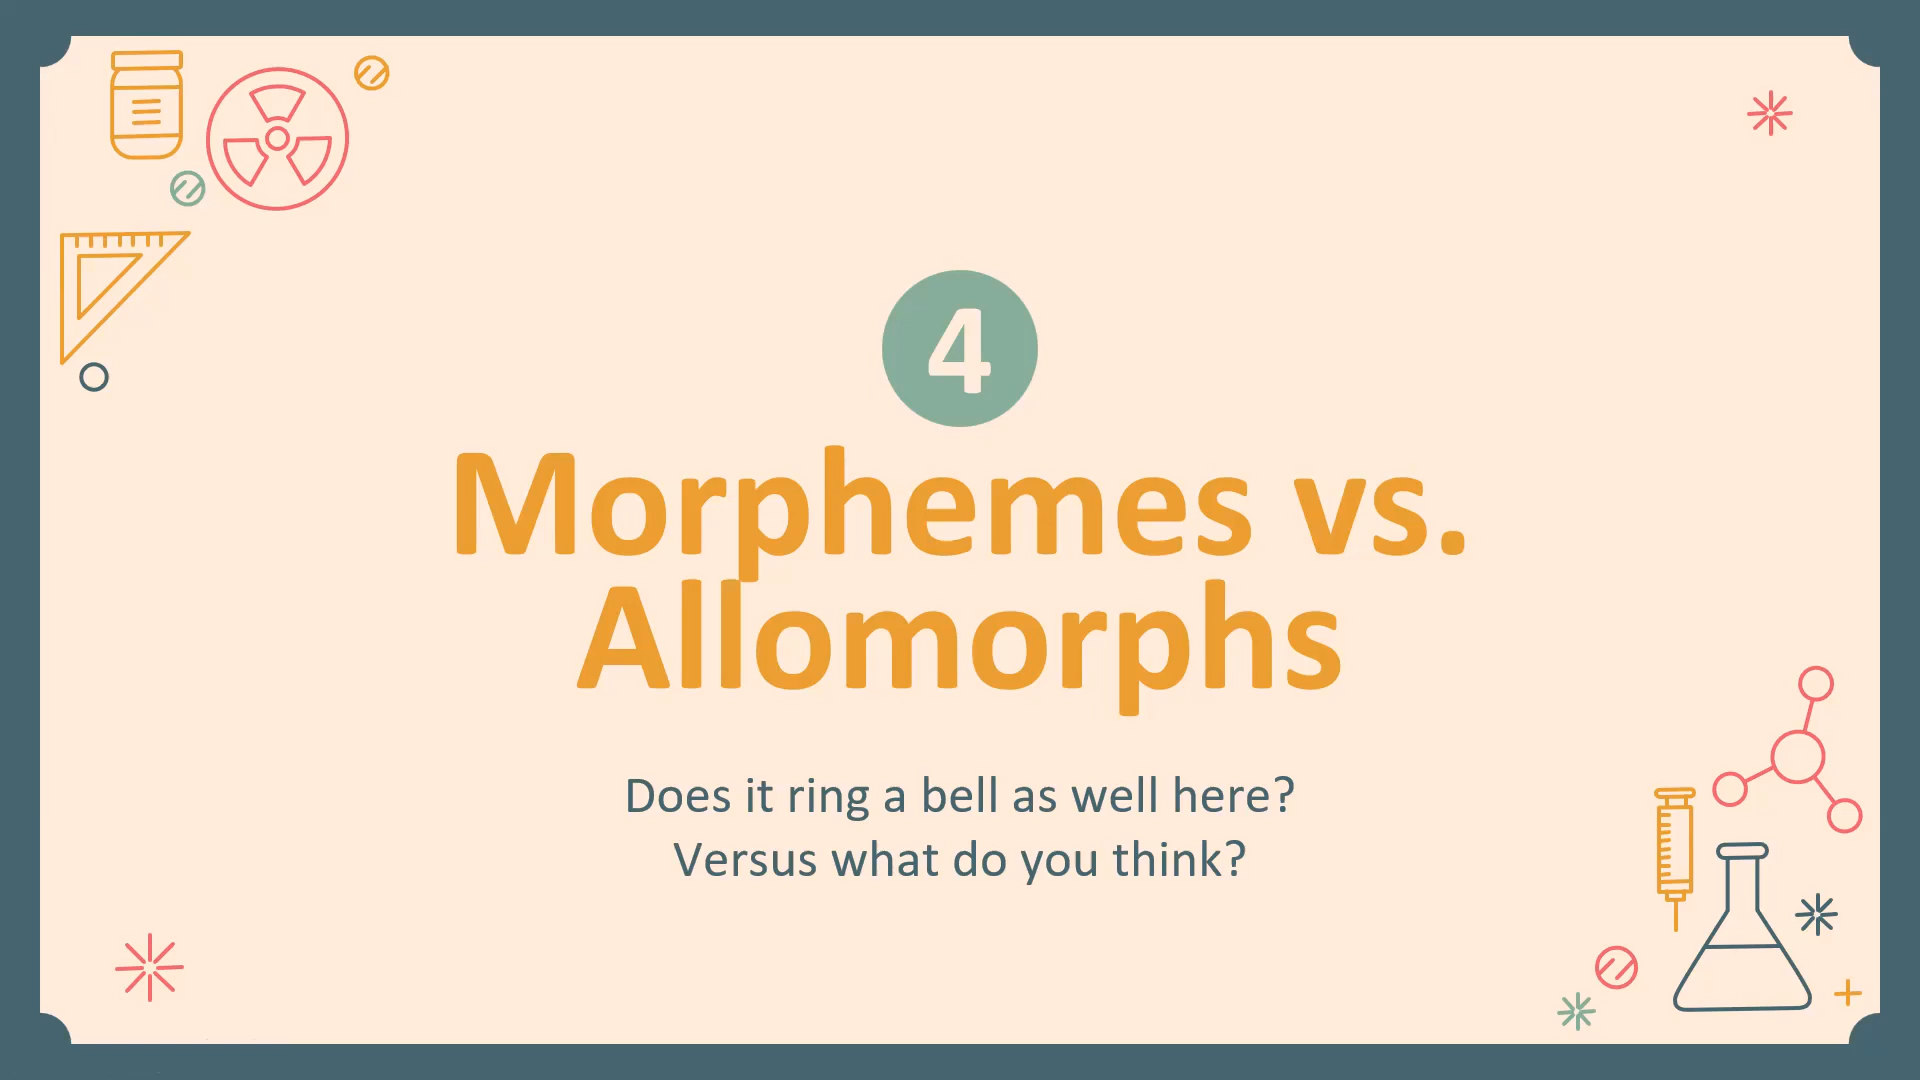 4
Morphemes vs.
Allomorphs
Does it ring a bell as well here?
Versus what do you think?